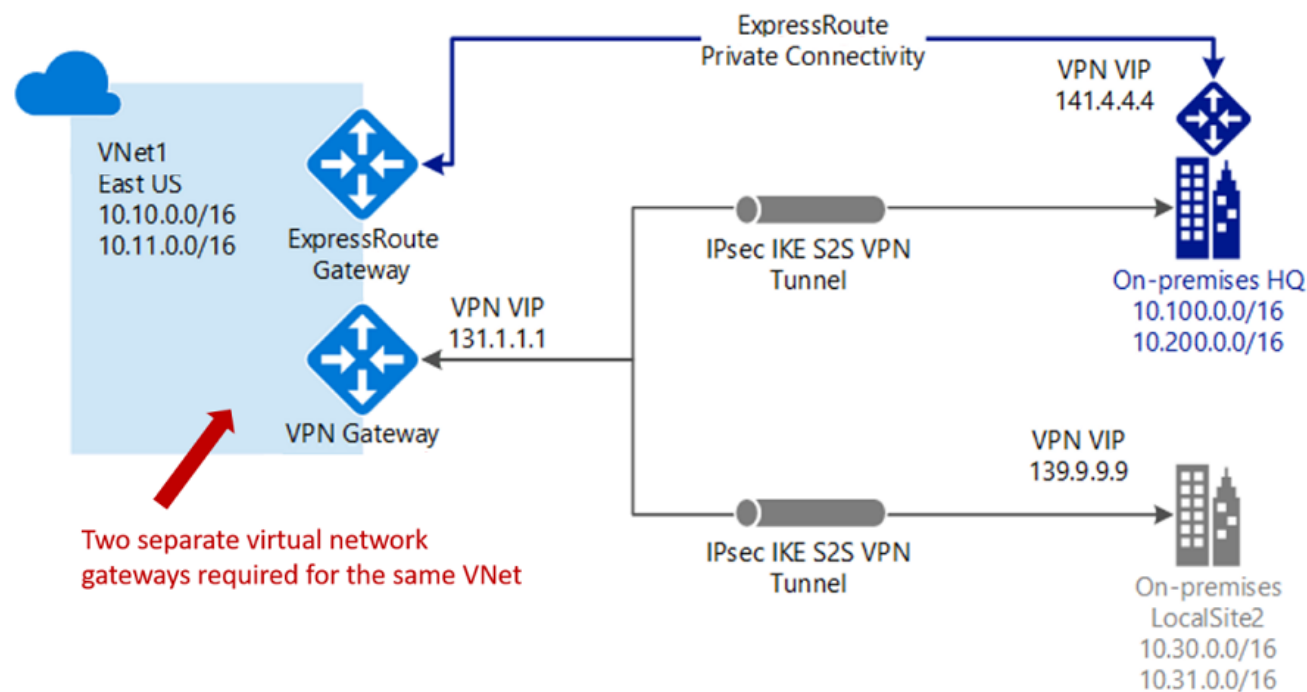 ExpressRoute
Private Connectivity
VPN VIP
141.4.4.4
VNet1
East US
10.10.0.0/16
10.11.0.0/16
ExpressRoute
Gateway
IPsec IKE S2S VPN
Tunnel
On-premises HQ
10.100.0.0/16
10.200.0.0/16
VPN VIP
131.1.1.1
VPN Gateway
VPN VIP
139.9.9.9
Two separate virtual network
gateways required for the same VNet
IPsec IKE S2S VPN
Tunnel
On-premises
LocalSite2
10.30.0.0/16
10.31.0.0/16